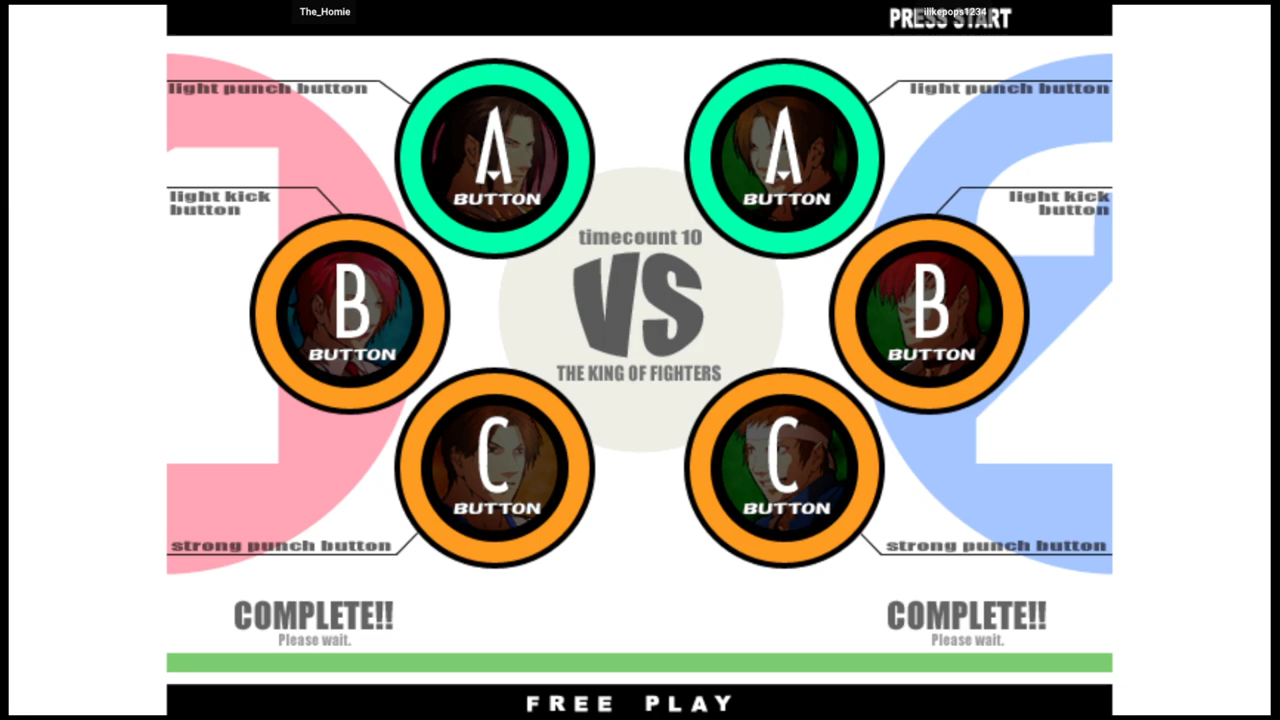 The_Homie
ilikepops1234
PRESS START
light punch button
light punch button
A
BUTTON
A
BUTTON
light kick
button
light kick
button
B
BUTTON
B
BUTTON
timecount 10
VS
THE KING OF FIGHTERS
C
BUTTON
C
BUTTON
strong punch button
strong punch button
COMPLETE!!
Please wait.
COMPLETE!!
Please wait.
FREE PLAY